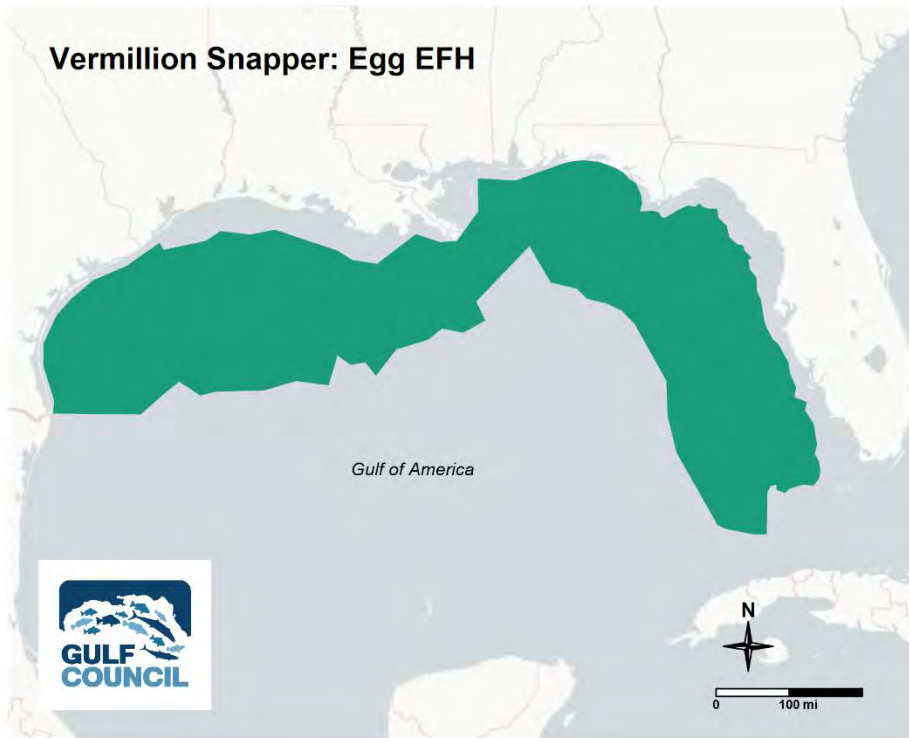 Vermillion Snapper: Egg EFH
Gulf of America
GULF
COUNCIL
N
0 100 mi